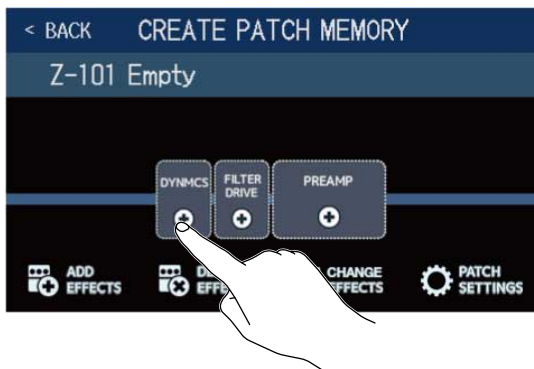 < BACK CREATE PATCH MEMORY
Z-101 Empty
DYNMCS FILTER DRIVE PREAMP
ADD EFFECTS
CHANGE EFFECTS
PATCH SETTINGS